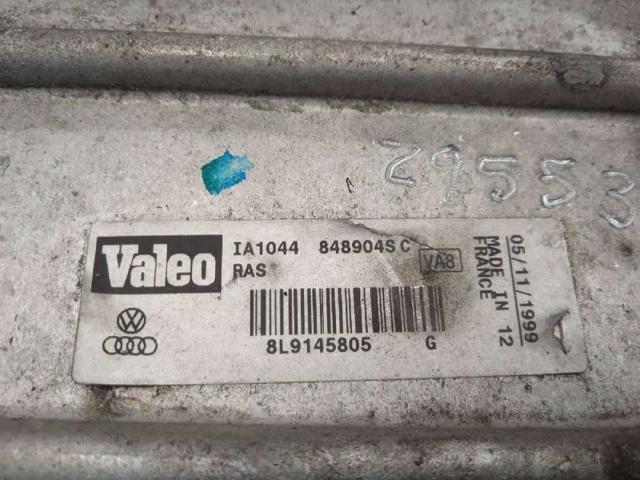 29553
Valeo
IA1044 848904S C
RAS
VA8
8L9145805 G
05/11/1999
MADE IN 12
FRANCE